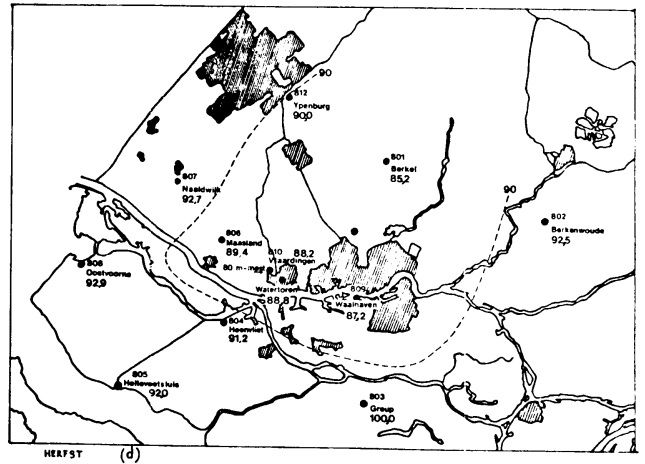 90
812
Ypenburg
90,0
801
Berkel
85,2
807
Naaldwijk
92,7
90
802
Berkenwoude
92,5
806
Maasland
89,4
810 88,2
Vlaardingen
80 m-mast
808
Oostvoorne
92,9
Watertoren
88,8
809
Waalhaven
87,2
804
Heenvliet
91,2
805
Hellevoetsluis
92,0
803
Greup
100,0
HERFST (d)